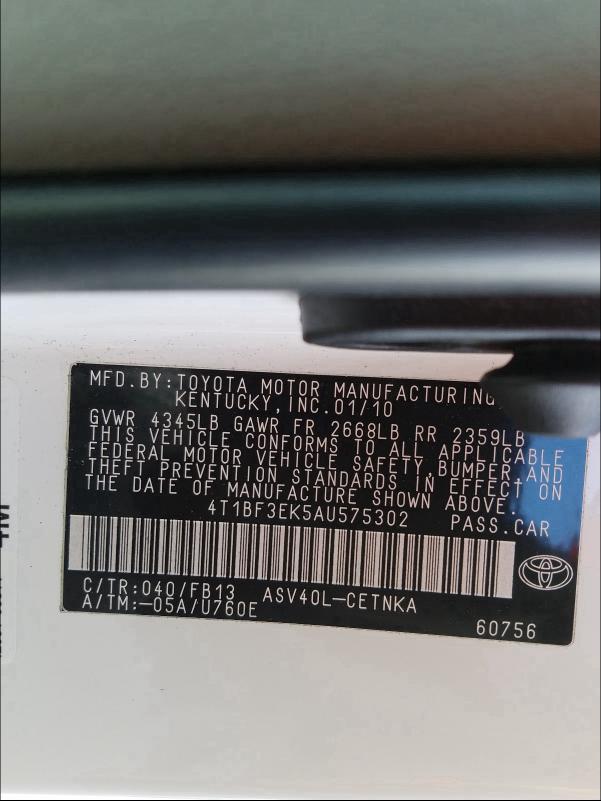 MFD.BY:TOYOTA MOTOR MANUFACTURING
KENTUCKY,INC.01/10
GVWR 4345LB GAWR FR 2668LB RR 2359LB
THIS VEHICLE CONFORMS TO ALL APPLICABLE
FEDERAL MOTOR VEHICLE SAFETY,BUMPER,AND
THEFT PREVENTION STANDARDS IN EFFECT ON
THE DATE OF MANUFACTURE SHOWN ABOVE.
4T1BF3EK5AU575302 PASS.CAR
C/TR:040/FB13 ASV40L-CETNKA
A/TM:-05A/U760E
60756